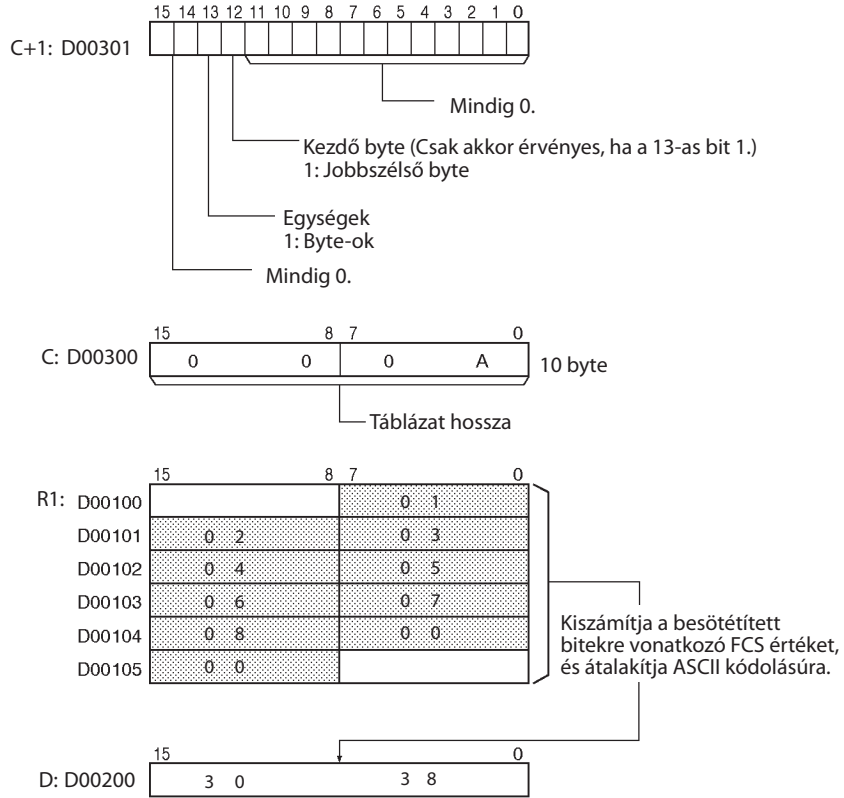 15 14 13 12 11 10 9 8 7 6 5 4 3 2 1 0
C+1: D00301
Mindig 0.
Kezdő byte (Csak akkor érvényes, ha a 13-as bit 1.)
1: Jobbszélső byte
Egységek
1: Byte-ok
Mindig 0.
15 8 7 0
C: D00300 0 0 0 A 10 byte
Táblázat hossza
15 8 7 0
R1: D00100 0 1
D00101 0 2 0 3
D00102 0 4 0 5
D00103 0 6 0 7
D00104 0 8 0 0
D00105 0 0
Kiszámítja a besötétített
bitekre vonatkozó FCS értéket,
és átalakítja ASCII kódolásúra.
15 0
D: D00200 3 0 3 8